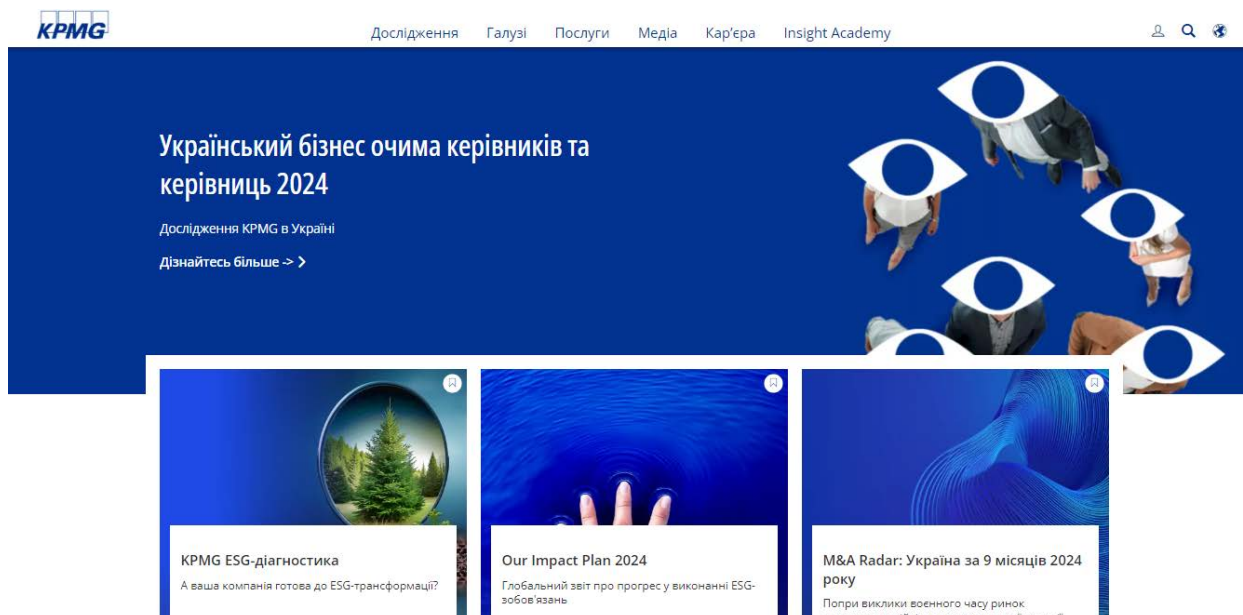 KPMG
Дослідження Галузі Послуги Медіа Кар'єра Insight Academy
Український бізнес очима керівників та
керівниць 2024
Дослідження KPMG в Україні
Дізнайтесь більше ->
KPMG ESG-діагностика
А ваша компанія готова до ESG-трансформації?
Our Impact Plan 2024
Глобальний звіт про прогрес у виконанні ESG-
зобов'язань
M&A Radar: Україна за 9 місяців 2024
року
Попри виклики воєнного часу ринок